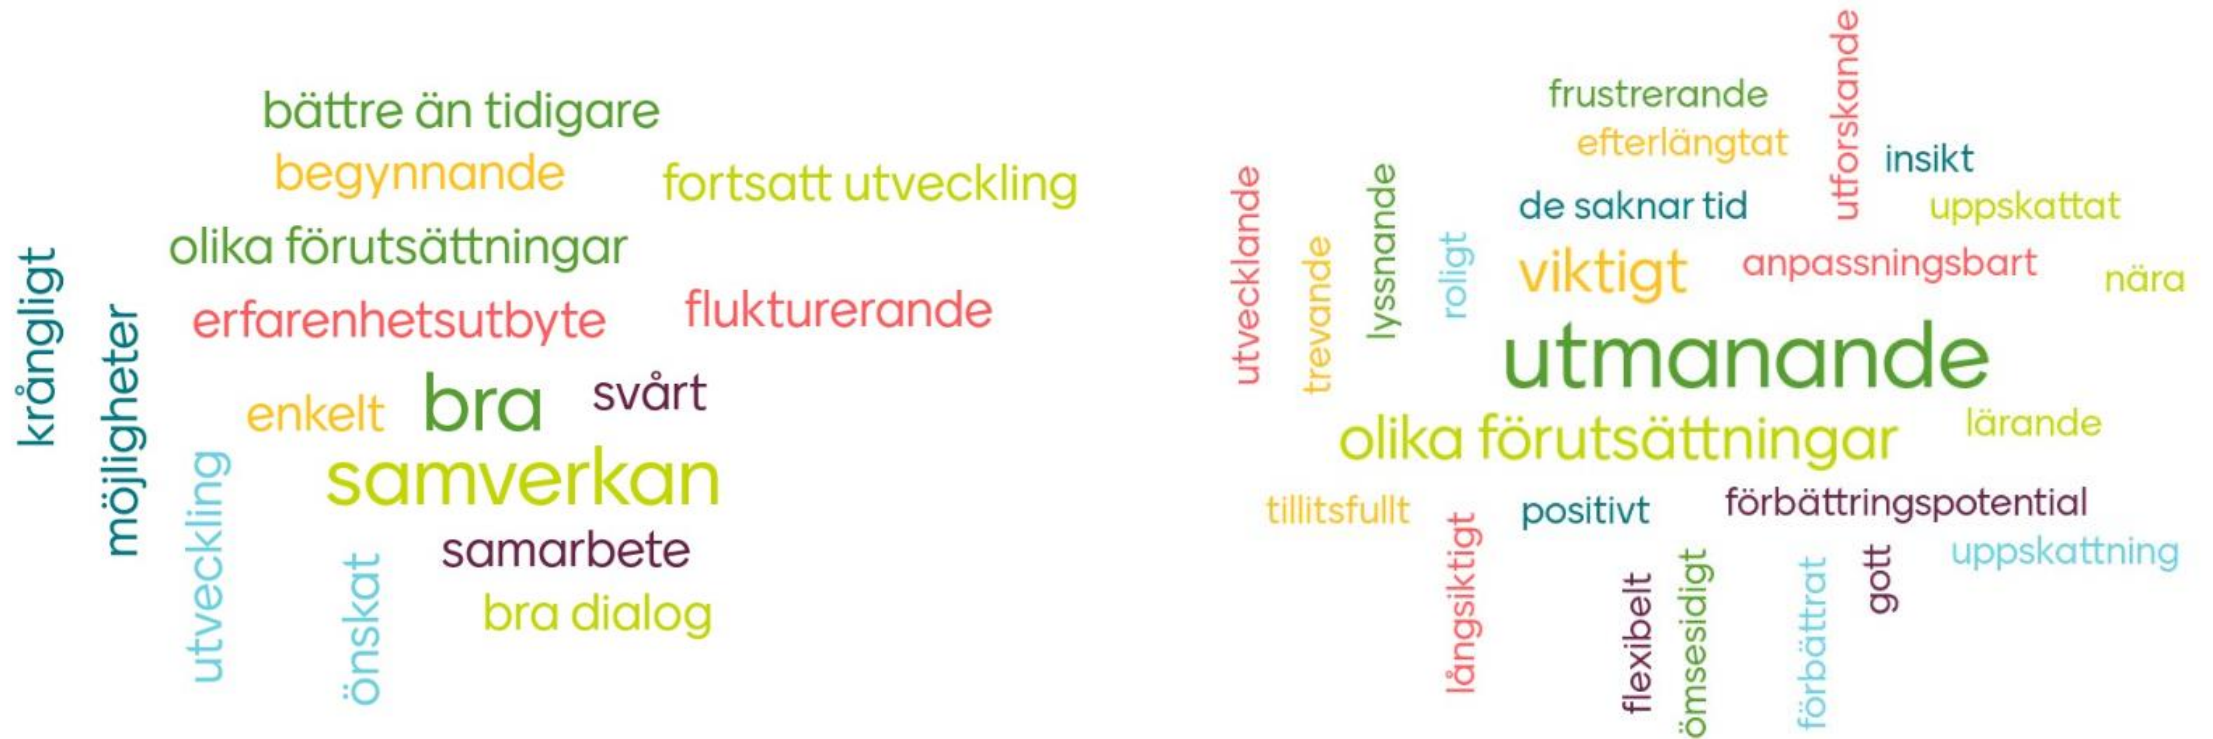 bättre än tidigare
begynnande
fortsatt utveckling
olika förutsättningar
krångligt
möjligheter
erfarenhetsutbyte
flukturerande
enkelt
bra
svårt
samverkan
utveckling
samarbete
önskat
bra dialog
utforskande
frustrerande
efterlängtat
insikt
utvecklande
trevande
lyssnande
roligt
de saknar tid
uppskattat
viktigt
anpassningsbart
nära
utmanande
olika förutsättningar
lärande
tillitsfullt
långsiktigt
positivt
förbättringspotential
flexibelt
ömsesidigt
förbättrat
gott
uppskattning